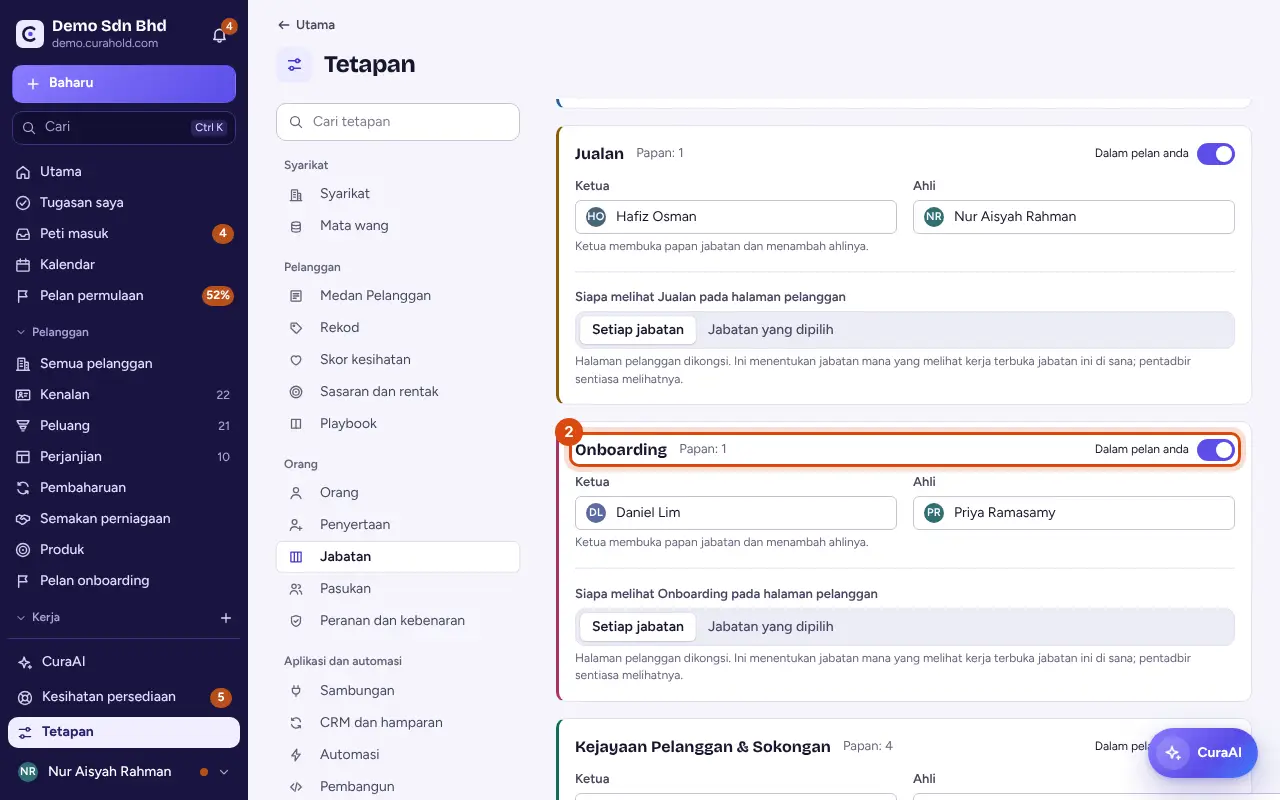 Demo Sdn Bhd
demo.curahold.com
4
Baharu
Cari
Ctrl K
Utama
Tugasan saya
Peti masuk
4
Kalendar
Pelan permulaan
52%
Pelanggan
Semua pelanggan
Kenalan
22
Peluang
21
Perjanjian
10
Pembaharuan
Semakan perniagaan
Produk
Pelan onboarding
Kerja
CuraAI
Kesihatan persediaan
5
Tetapan
NR
Nur Aisyah Rahman
Utama
Tetapan
Cari tetapan
Syarikat
Syarikat
Mata wang
Pelanggan
Medan Pelanggan
Rekod
Skor kesihatan
Sasaran dan rentak
Playbook
Orang
Orang
Penyertaan
Jabatan
Pasukan
Peranan dan kebenaran
Aplikasi dan automasi
Sambungan
CRM dan hamparan
Automasi
Pembangun
Jualan
Papan: 1
Dalam pelan anda
Ketua
Ahli
HO
Hafiz Osman
NR
Nur Aisyah Rahman
Ketua membuka papan jabatan dan menambah ahlinya.
Siapa melihat Jualan pada halaman pelanggan
Setiap jabatan
Jabatan yang dipilih
Halaman pelanggan dikongsi. Ini menentukan jabatan mana yang melihat kerja terbuka jabatan ini di sana; pentadbir
sentiasa melihatnya.
2
Onboarding
Papan: 1
Dalam pelan anda
Ketua
Ahli
DL
Daniel Lim
PR
Priya Ramasamy
Ketua membuka papan jabatan dan menambah ahlinya.
Siapa melihat Onboarding pada halaman pelanggan
Setiap jabatan
Jabatan yang dipilih
Halaman pelanggan dikongsi. Ini menentukan jabatan mana yang melihat kerja terbuka jabatan ini di sana; pentadbir
sentiasa melihatnya.
Kejayaan Pelanggan & Sokongan
Papan: 4
Dalam
Ketua
Ahli
CuraAI